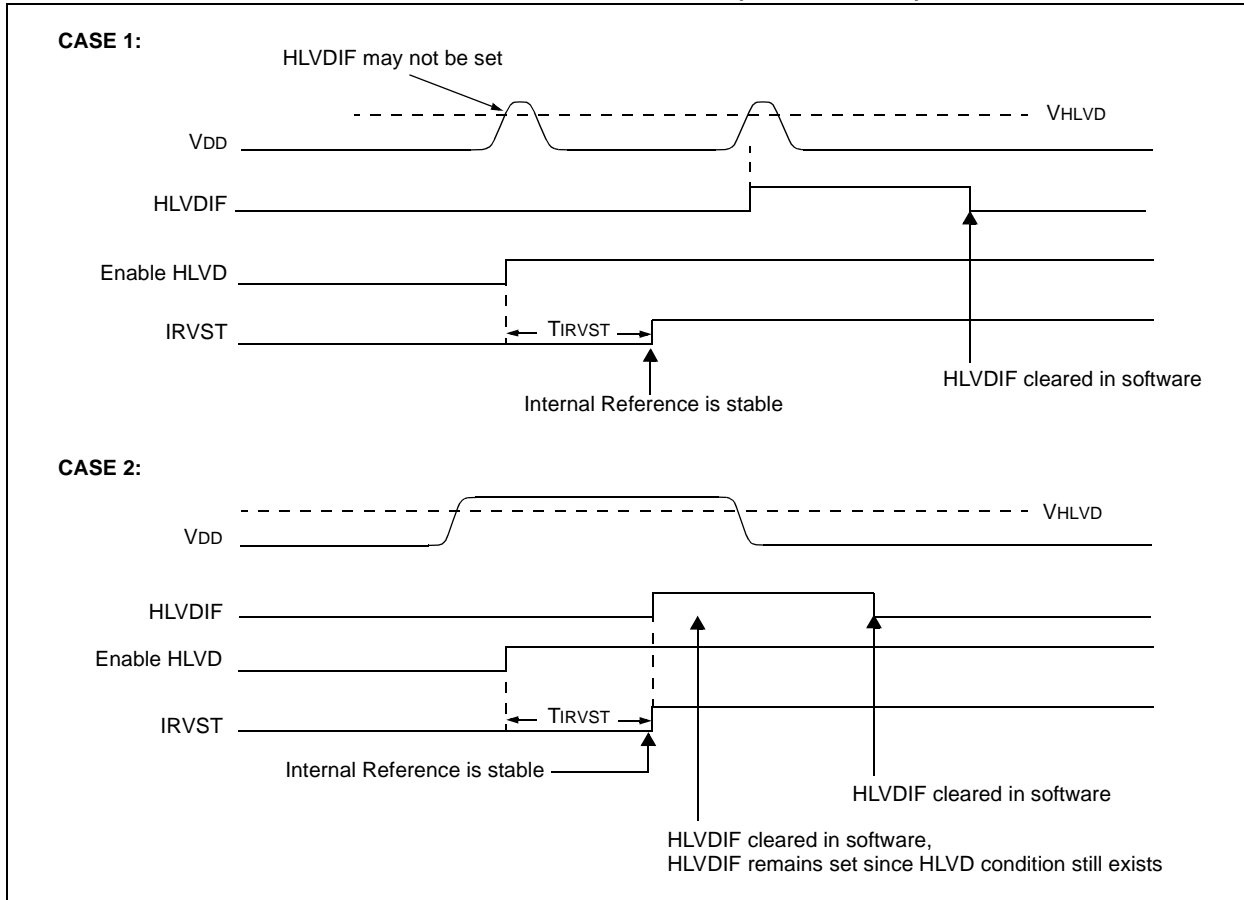 CASE 1:
HLVDIF may not be set
VHLVD
VDD
HLVDIF
Enable HLVD
IRVST
TIRVST
HLVDIF cleared in software
Internal Reference is stable
CASE 2:
VHLVD
VDD
HLVDIF
Enable HLVD
IRVST
TIRVST
Internal Reference is stable
HLVDIF cleared in software
HLVDIF cleared in software,
HLVDIF remains set since HLVD condition still exists